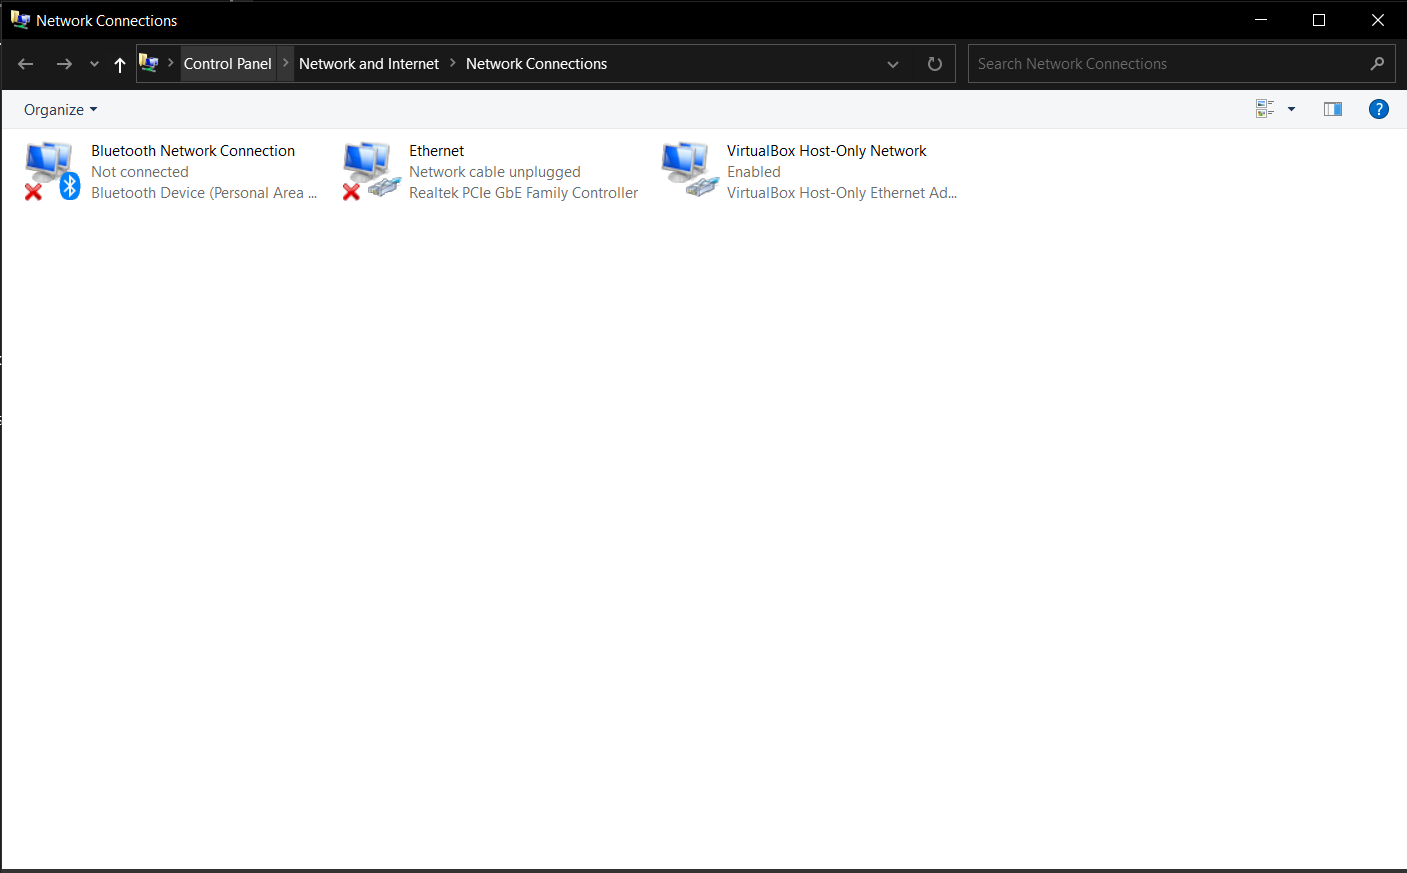 Network Connections
Control Panel > Network and Internet > Network Connections
Search Network Connections
Organize
?
Bluetooth Network Connection
Not connected
Bluetooth Device (Personal Area ...
Ethernet
Network cable unplugged
Realtek PCIe GbE Family Controller
VirtualBox Host-Only Network
Enabled
VirtualBox Host-Only Ethernet Ad...